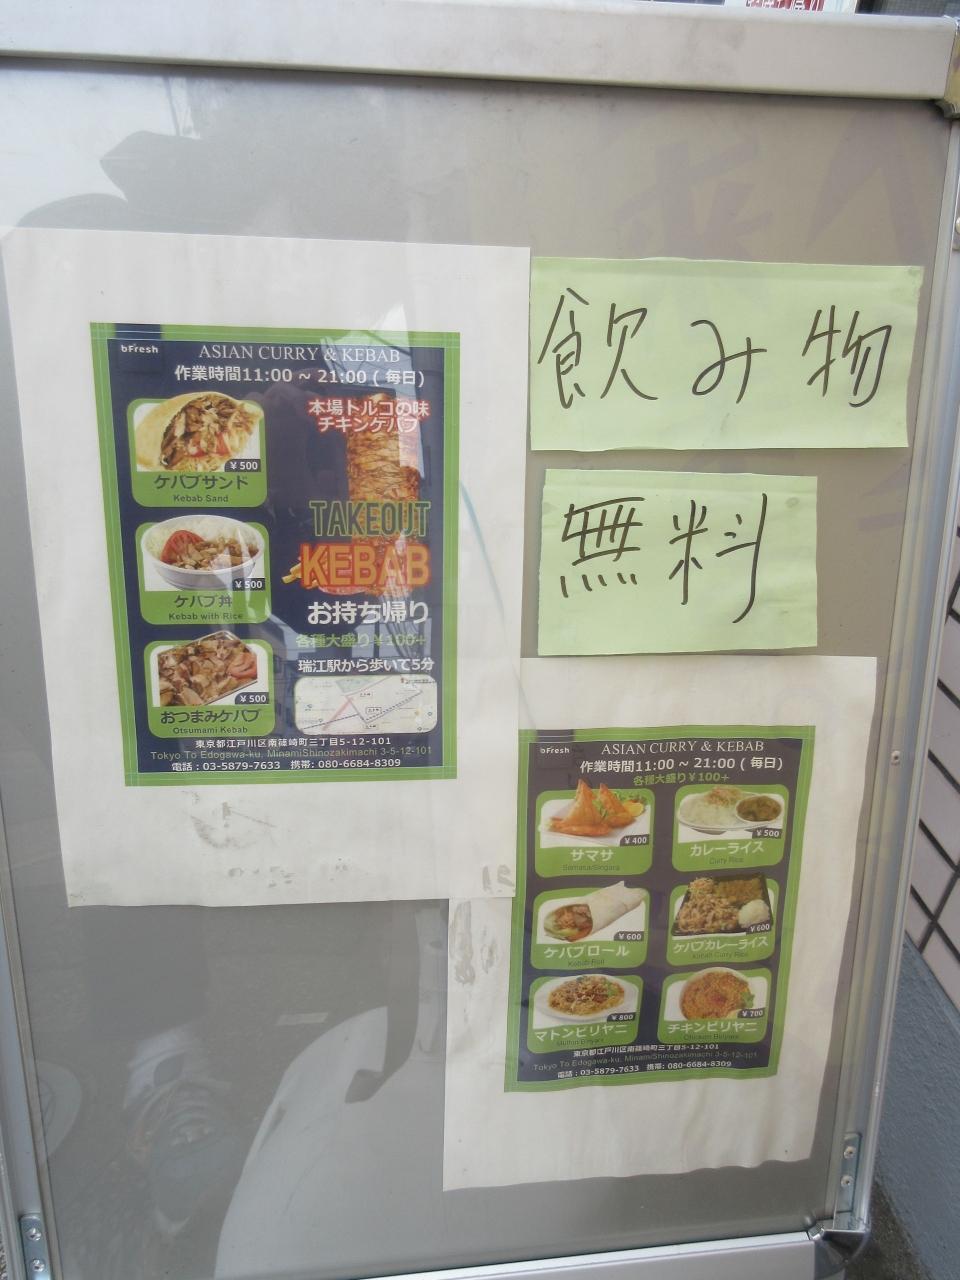 bFresh
ASIAN CURRY & KEBAB
作業時間11:00 ~ 21:00 ( 毎日)
本場トルコの味
チキンケバブ
¥500
ケバブサンド
Kebab Sand
¥500
ケバブ丼
Kebab with Rice
¥500
おつまみケバブ
Otsumami Kebab
TAKEOUT
KEBAB
お持ち帰り
各種大盛り¥100+
瑞江駅から歩いて5分
東京都江戸川区南篠崎町三丁目5-12-101
Tokyo To Edogawa-ku, MinamiShinozakimachi 3-5-12-101
電話 : 03-5879-7633 携帯: 080-6684-8309
飲み物
無料
bFresh
ASIAN CURRY & KEBAB
作業時間11:00 ~ 21:00 ( 毎日)
各種大盛り¥100+
¥400
サマサ
Samasa/Singara
¥500
カレーライス
Curry Rice
¥600
ケバブロール
Kebab Roll
¥600
ケバブカレーライス
Kebab Curry Rice
¥800
マトンビリヤニ
Mutton Biryani
¥700
チキンビリヤニ
Chicken Biryani
東京都江戸川区南篠崎町三丁目5-12-101
Tokyo To Edogawa-ku, MinamiShinozakimachi 3-5-12-101
電話 : 03-5879-7633 携帯: 080-6684-8309